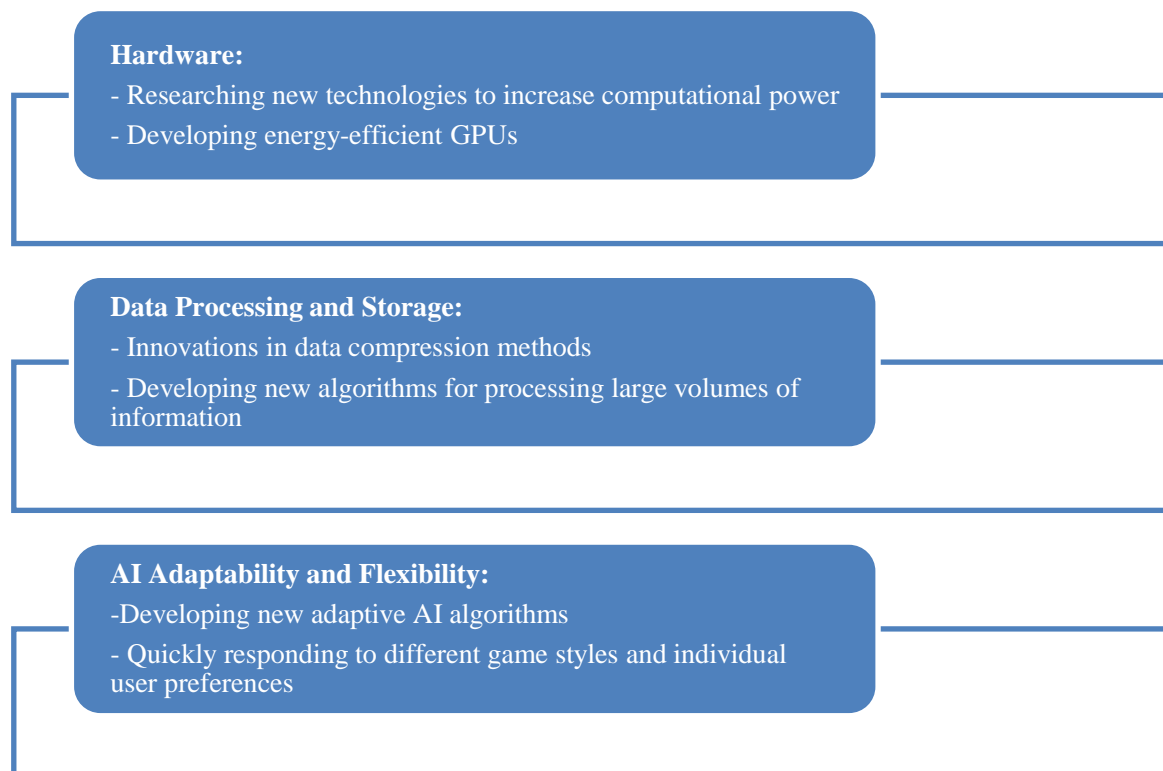 Hardware:
- Researching new technologies to increase computational power
- Developing energy-efficient GPUs
Data Processing and Storage:
- Innovations in data compression methods
- Developing new algorithms for processing large volumes of
information
AI Adaptability and Flexibility:
-Developing new adaptive AI algorithms
- Quickly responding to different game styles and individual
user preferences